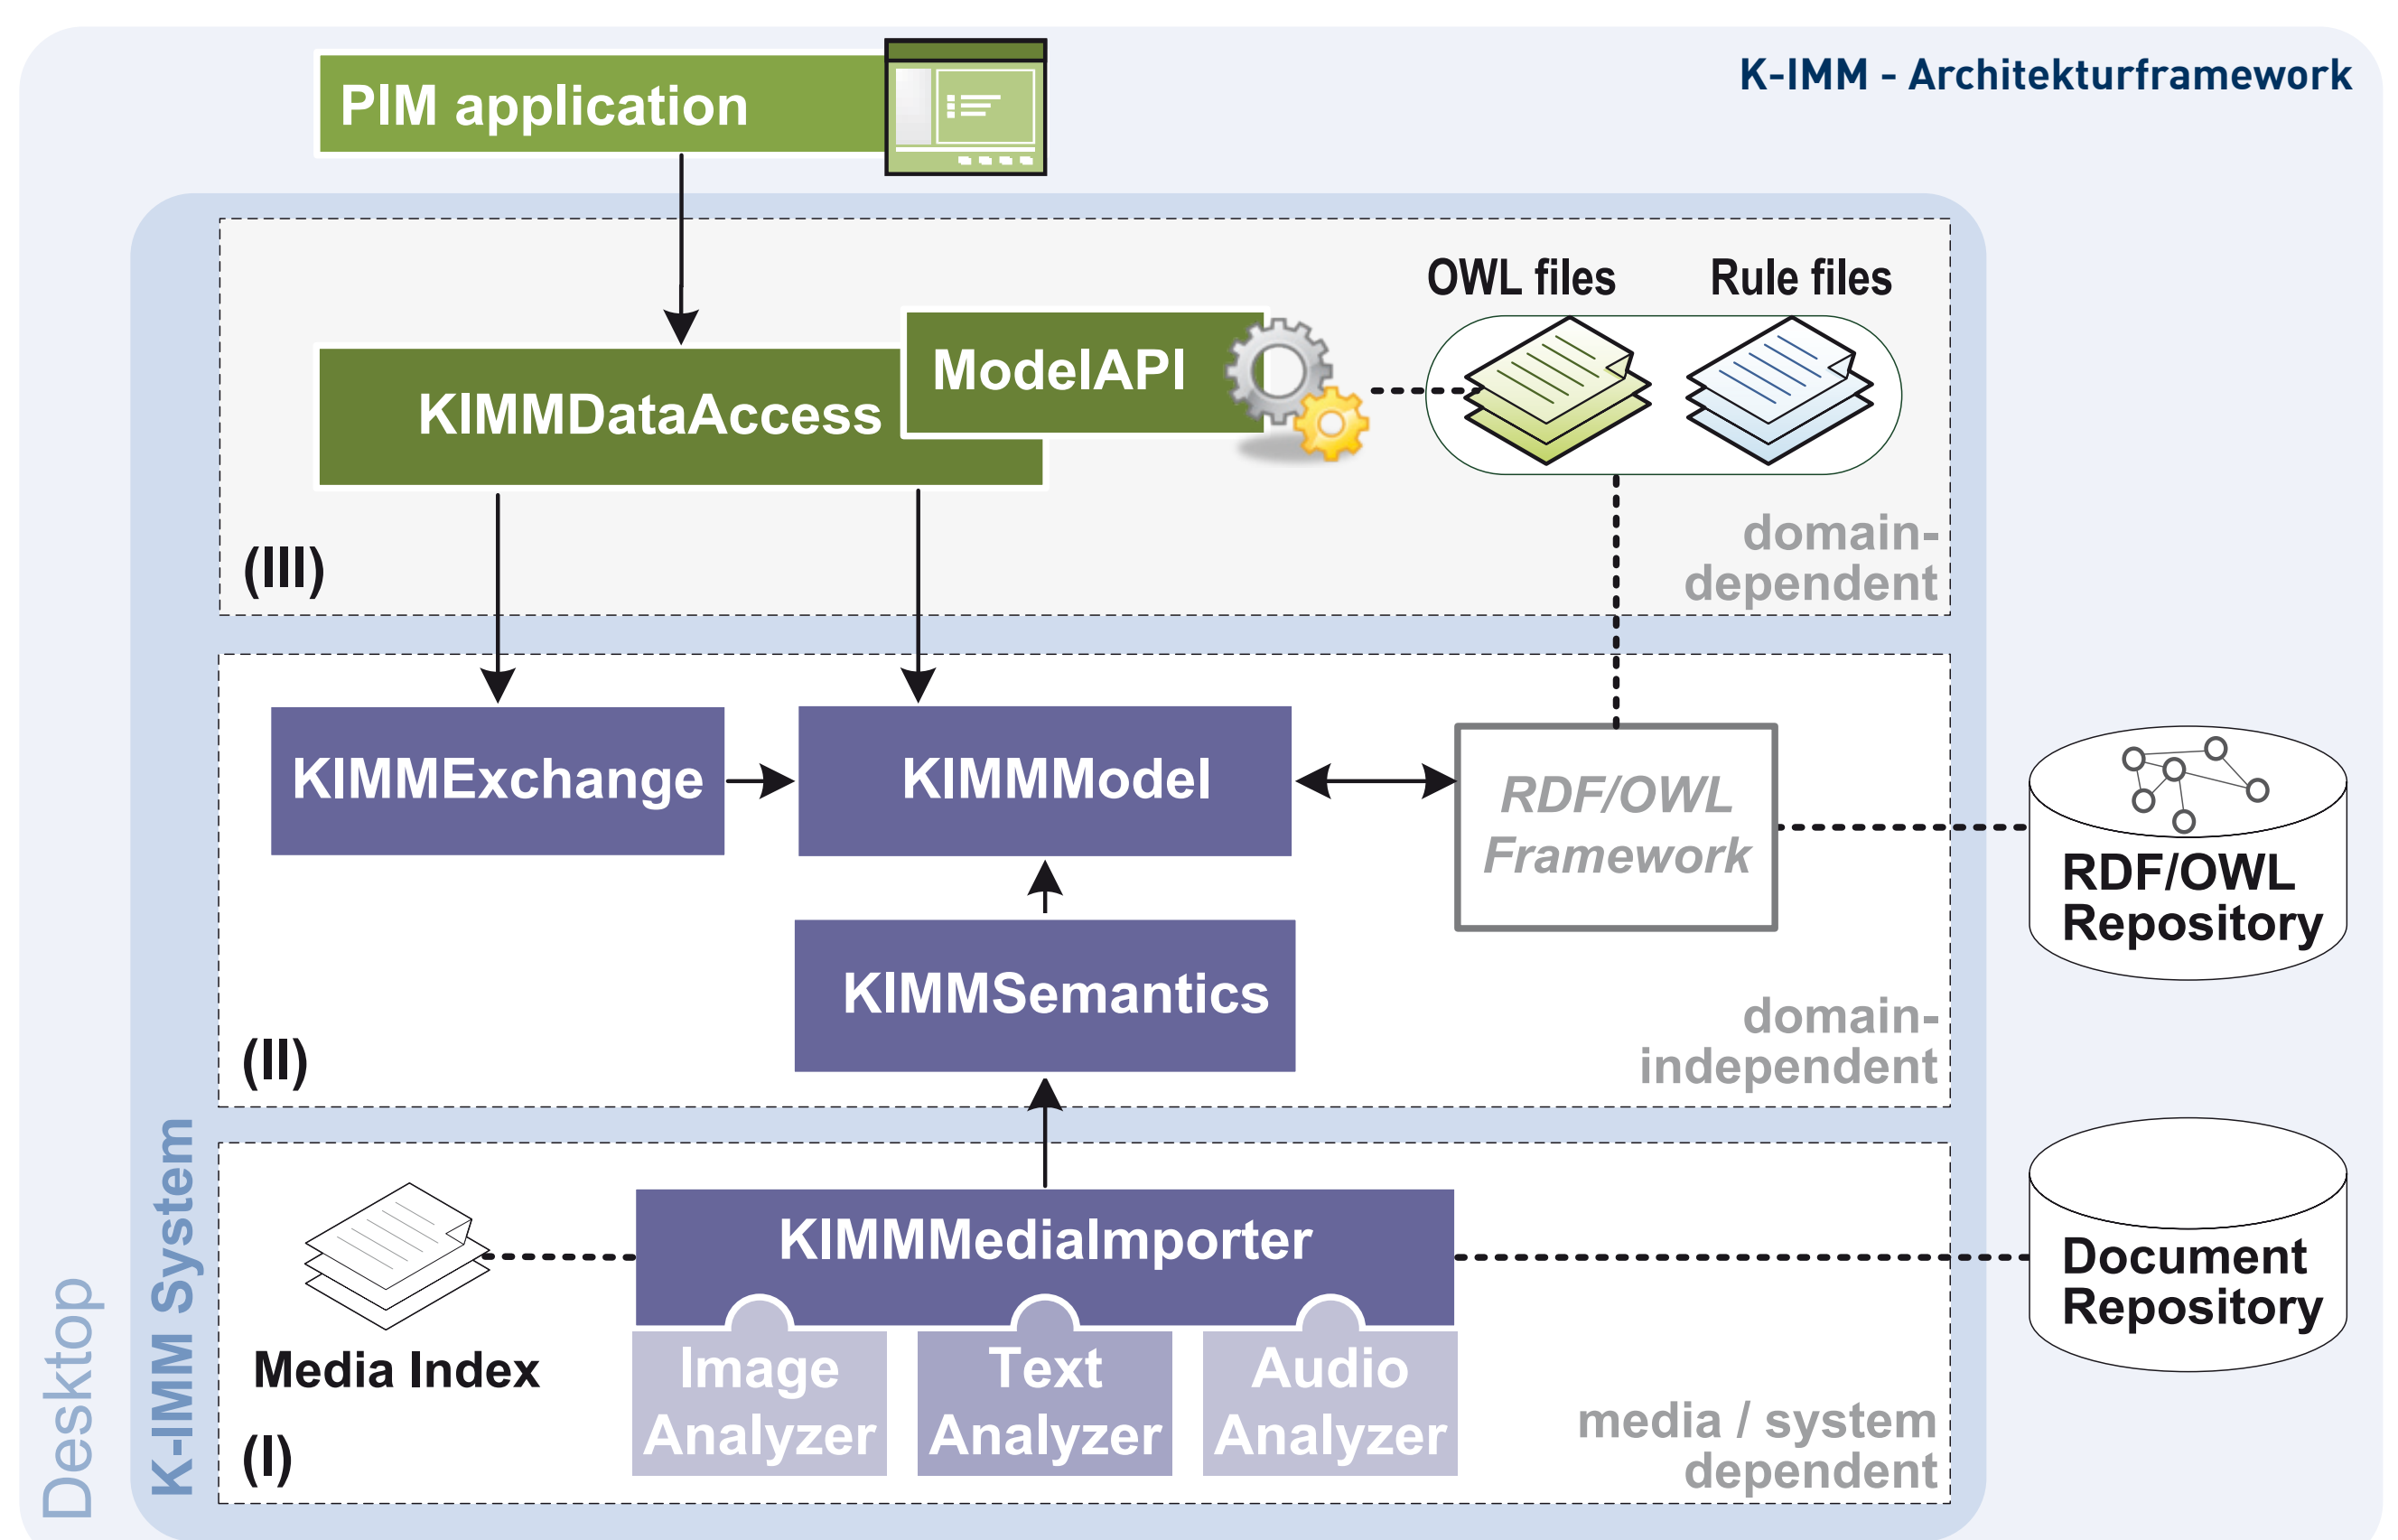 K-IMM - Architekturframework
PIM application
OWL files
Rule files
ModelAPI
KIMMDataAccess
domain-
dependent
(III)
KIMMExchange
KIMMModel
RDF/OWL
Framework
RDF/OWL
Repository
KIMMSemantics
domain-
independent
(II)
KIMMMediaImporter
Document
Repository
Media Index
Image
Analyzer
Text
Analyzer
Audio
Analyzer
media / system
dependent
(I)
K-IMM System
Desktop